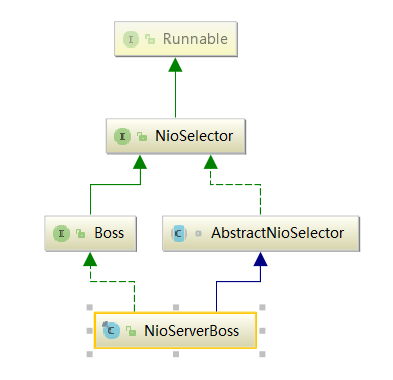 I Runnable
I NioSelector
I Boss
C AbstractNioSelector
C NioServerBoss